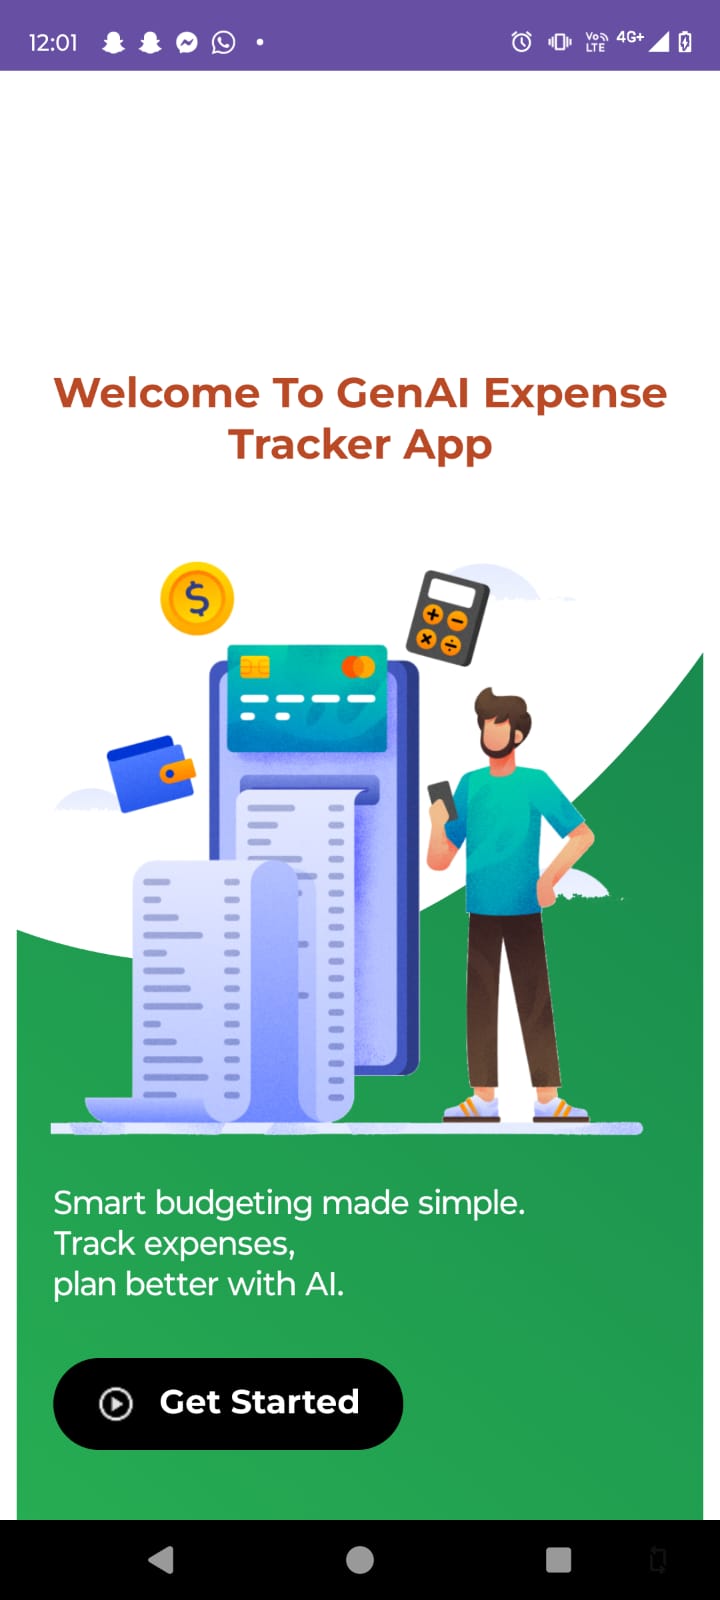 12:01
Vo)) LTE 4G+
Welcome To GenAI Expense
Tracker App
$
Smart budgeting made simple.
Track expenses,
plan better with AI.
Get Started